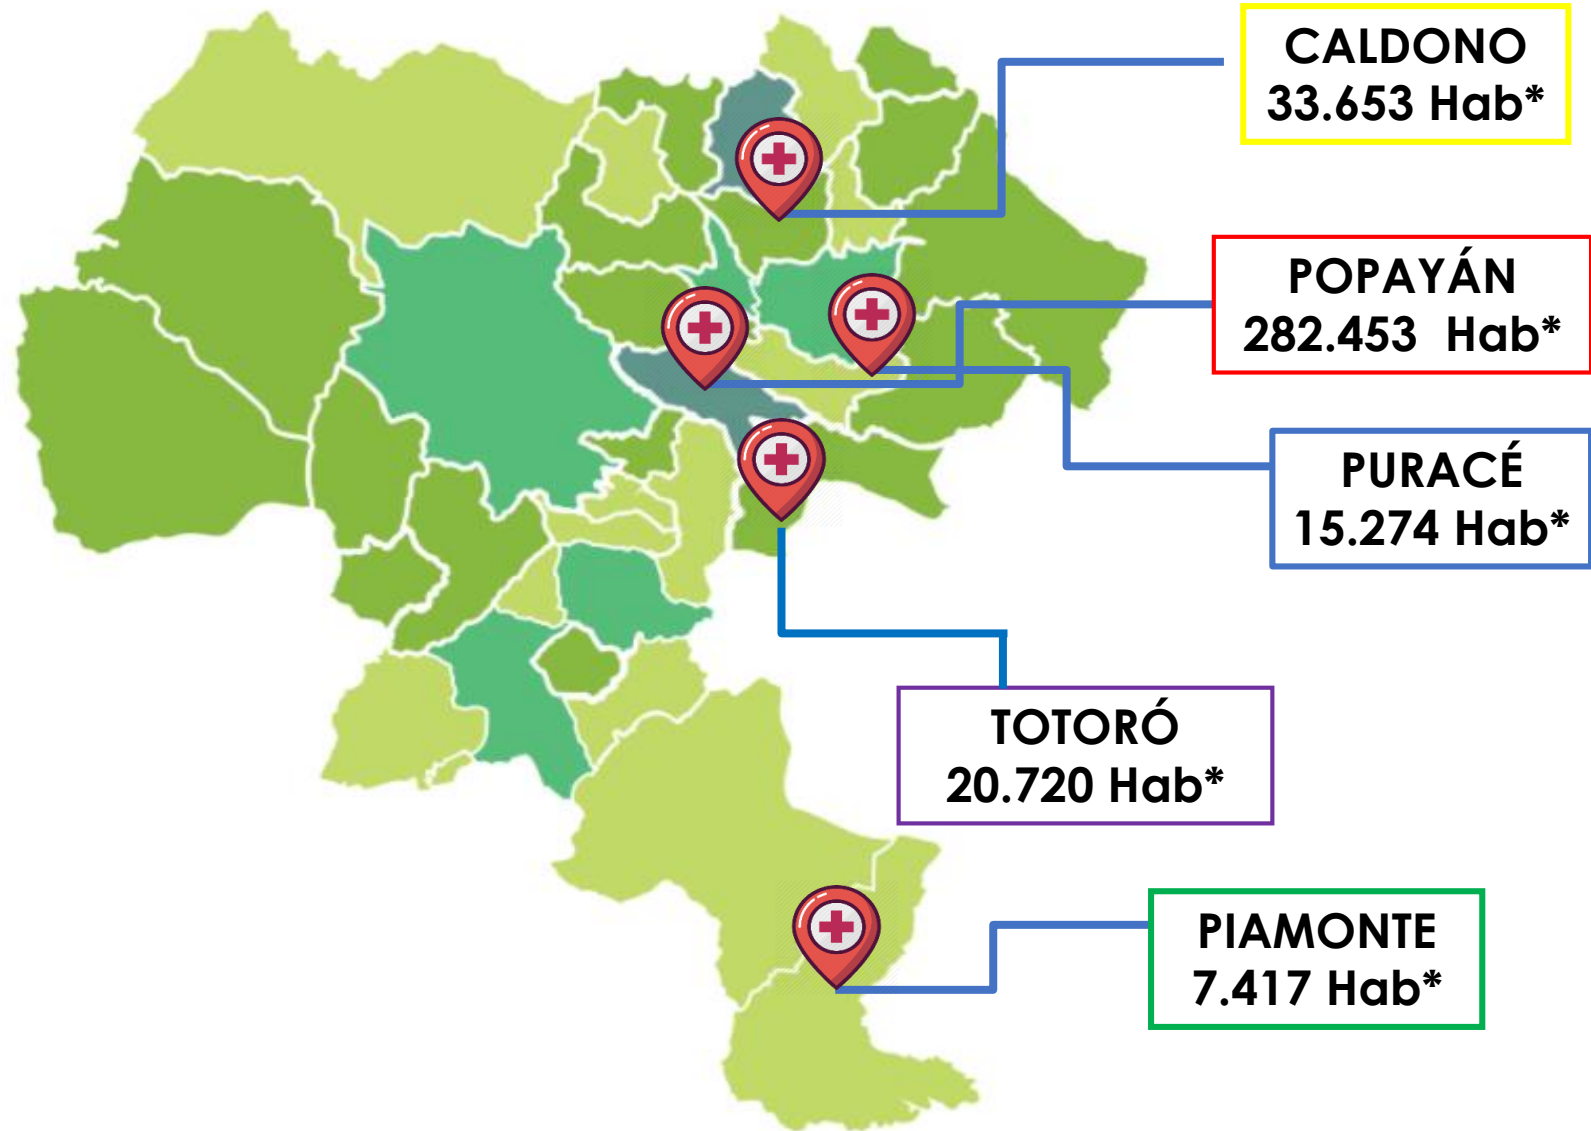 CALDONO
33.653 Hab*
POPAYÁN
282.453 Hab*
PURACÉ
15.274 Hab*
TOTORÓ
20.720 Hab*
PIAMONTE
7.417 Hab*